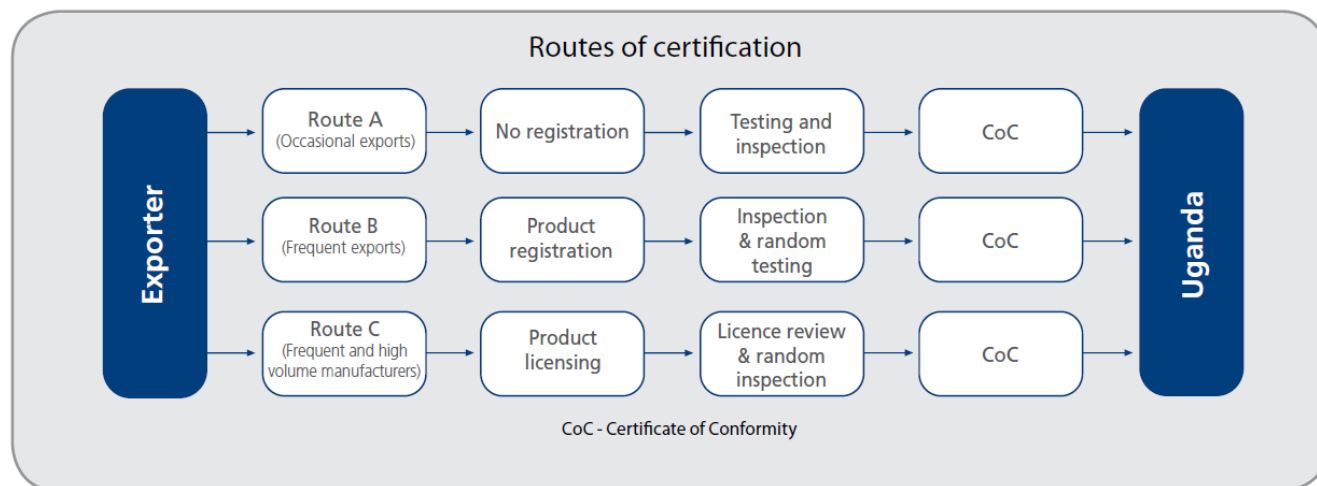 Routes of certification
Exporter
Route A
(Occasional exports)
No registration
Testing and
inspection
CoC
Route B
(Frequent exports)
Product
registration
Inspection
& random
testing
CoC
Route C
(Frequent and high
volume manufacturers)
Product
licensing
Licence review
& random
inspection
CoC
Uganda
CoC - Certificate of Conformity